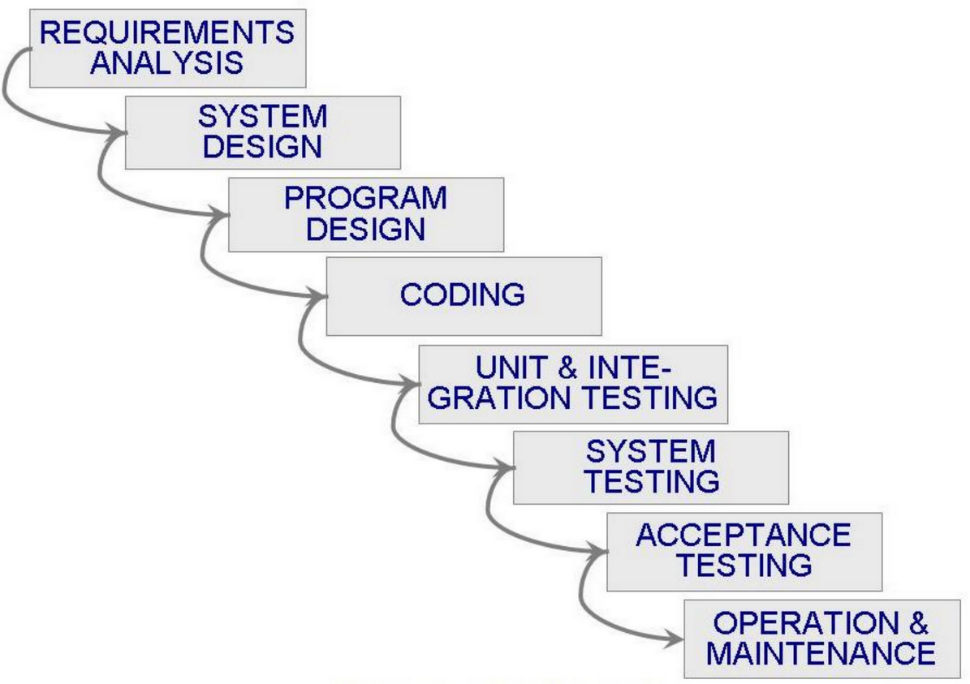 REQUIREMENTS
ANALYSIS
SYSTEM
DESIGN
PROGRAM
DESIGN
CODING
UNIT & INTE-
GRATION TESTING
SYSTEM
TESTING
ACCEPTANCE
TESTING
OPERATION &
MAINTENANCE